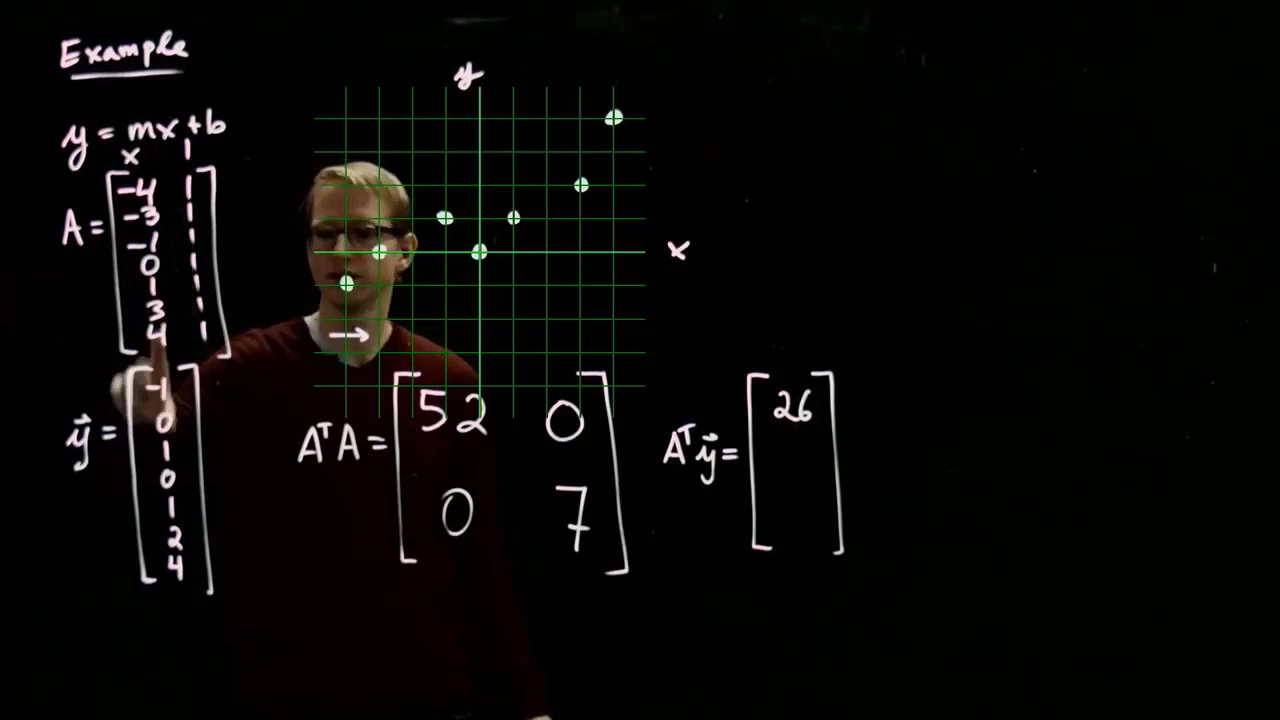 Example
y = mx + b
x 1
A = [ -4 1
-3 1
-1 1
0 1
1 1
3 1
4 1 ]
y⃗ = [ -1
0
1
0
1
2
4 ]
y
x
→
AᵀA = [ 52 0
0 7 ]
Aᵀy⃗ = [ 26 ]